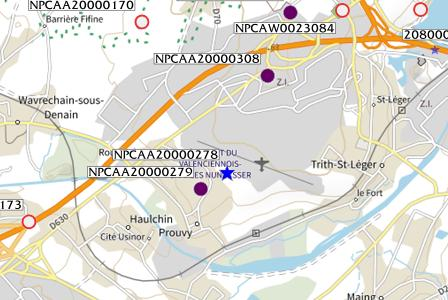 NPCAA20000170
D70
Barrière Fifine
NPCAW0023084
208000
NPCAA20000308
Z.I.
Z.I.
St-Léger
Wavrechain-sous-
Denain
NPCAA20000278
VALENCIENNOIS-
NPCAA20000279
Trith-St-Léger
le Fort
173
D630
Haulchin
Prouvy
Cité Usinor
Maing